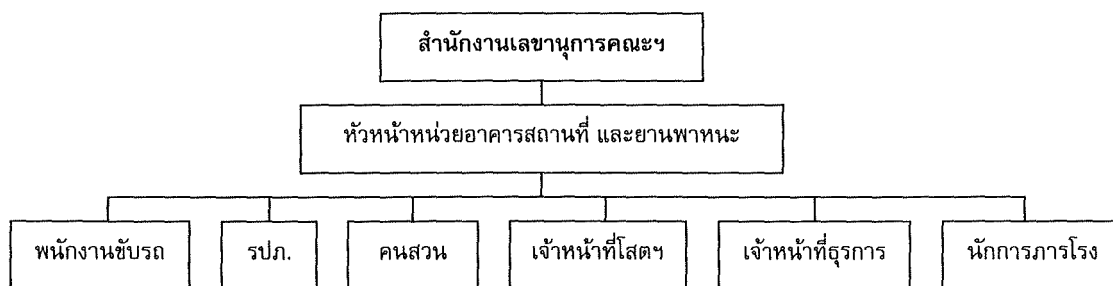 สำนักงานเลขานุการคณะฯ
หัวหน้าหน่วยอาคารสถานที่ และยานพาหนะ
พนักงานขับรถ
รปภ.
คนสวน
เจ้าหน้าที่โสตฯ
เจ้าหน้าที่ธุรการ
นักการภารโรง